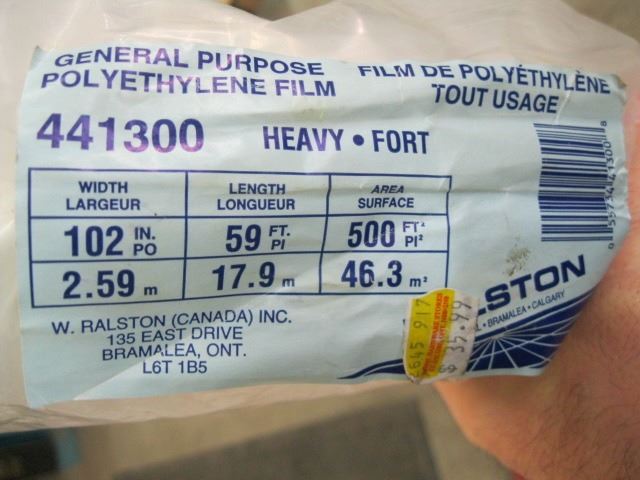 GENERAL PURPOSE
POLYETHYLENE FILM
FILM DE POLYÉTHYLÈNE
TOUT USAGE
441300
HEAVY • FORT
WIDTH
LARGEUR
LENGTH
LONGUEUR
AREA
SURFACE
102 IN. PO
59 FT. PI
500 FT² PI²
2.59 m
17.9 m
46.3 m²
W. RALSTON (CANADA) INC.
135 EAST DRIVE
BRAMALEA, ONT.
L6T 1B5
STON
BRAMALEA • CALGARY